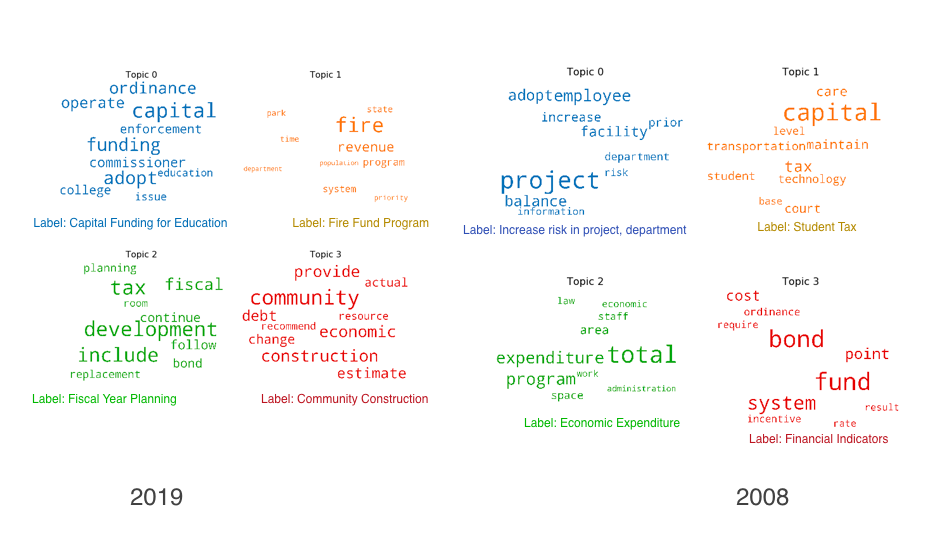 Topic 0
ordinance
operate capital
enforcement
funding
commissioner
adopt education
college issue
Label: Capital Funding for Education
Topic 1
park state
fire
time revenue
population program
department
system
priority
Label: Fire Fund Program
Topic 2
planning
tax fiscal
room
continue
development
follow
include bond
replacement
Label: Fiscal Year Planning
Topic 3
provide
actual
community
debt resource
recommend economic
change
construction
estimate
Label: Community Construction
2019
Topic 0
adopt employee
increase prior
facility
department
risk
project
balance
information
Label: Increase risk in project, department
Topic 1
care
capital
level
transportation maintain
tax
student technology
base
court
Label: Student Tax
Topic 2
law economic
staff
area
expenditure total
program work
administration
space
Label: Economic Expenditure
Topic 3
cost
ordinance
require
bond
point
fund
system result
incentive rate
Label: Financial Indicators
2008